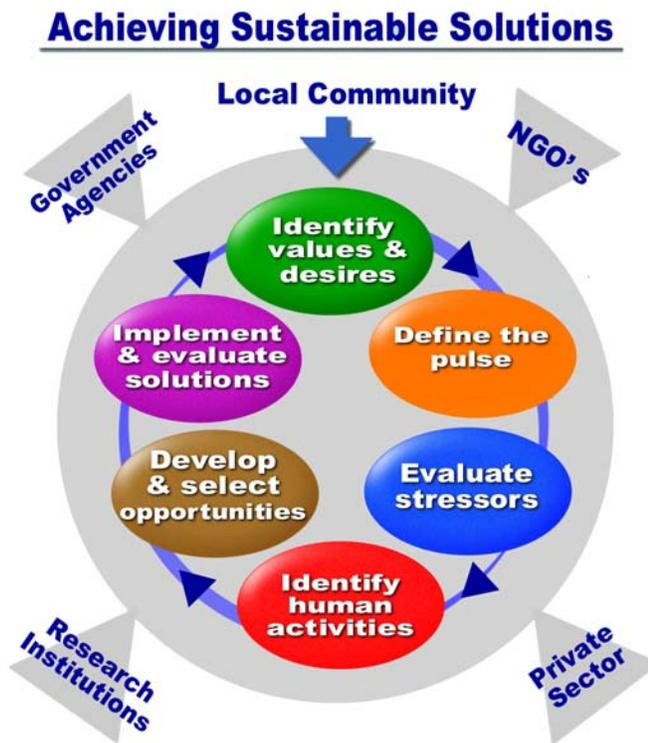 Achieving Sustainable Solutions
Local Community
Government
Agencies
NGO's
Identify
values &
desires
Define the
pulse
Evaluate
stressors
Identify
human
activities
Develop
& select
opportunities
Implement
& evaluate
solutions
Research
Institutions
Private
Sector